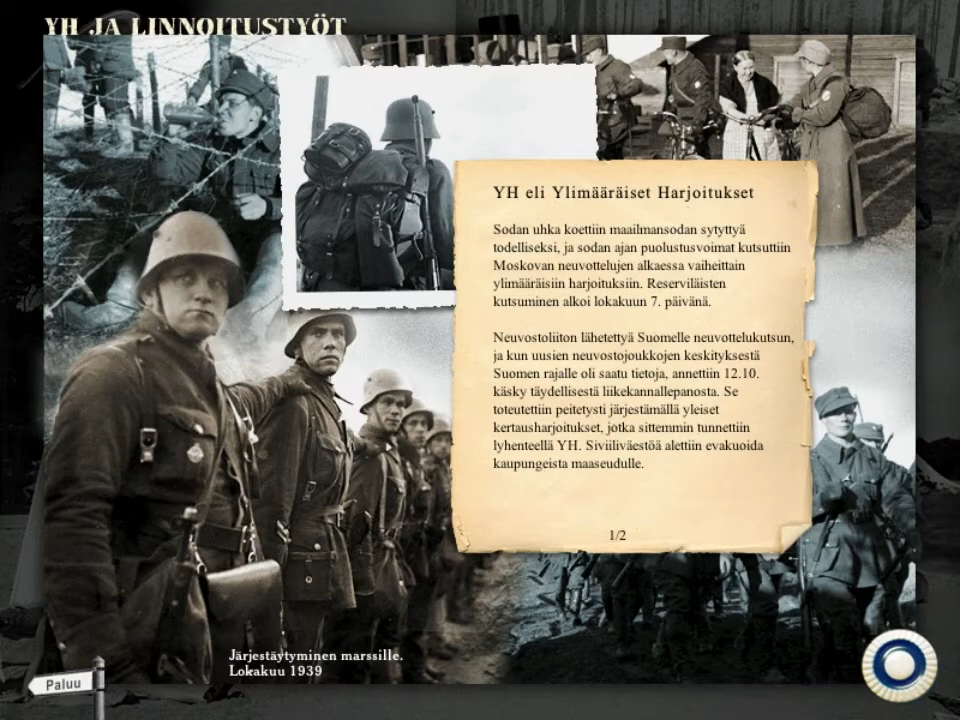 YH JA LINNOITUSTYÖT
YH eli Ylimääräiset Harjoitukset
Sodan uhka koettiin maailmansodan sytyttyä
todelliseksi, ja sodan ajan puolustusvoimat kutsuttiin
Moskovan neuvottelujen alkaessa vaiheittain
ylimääräisiin harjoituksiin. Reserviläisten
kutsuminen alkoi lokakuun 7. päivänä.
Neuvostoliiton lähetettyä Suomelle neuvottelukutsun,
ja kun uusien neuvostojoukkojen keskityksestä
Suomen rajalle oli saatu tietoja, annettiin 12.10.
käsky täydellisestä liikekannallepanosta. Se
toteutettiin peitetysti järjestämällä yleiset
kertausharjoitukset, jotka sittemmin tunnettiin
lyhenteellä YH. Siviiliväestöä alettiin evakuoida
kaupungeista maaseudulle.
1/2
Järjestäytyminen marssille.
Lokakuu 1939
Paluu